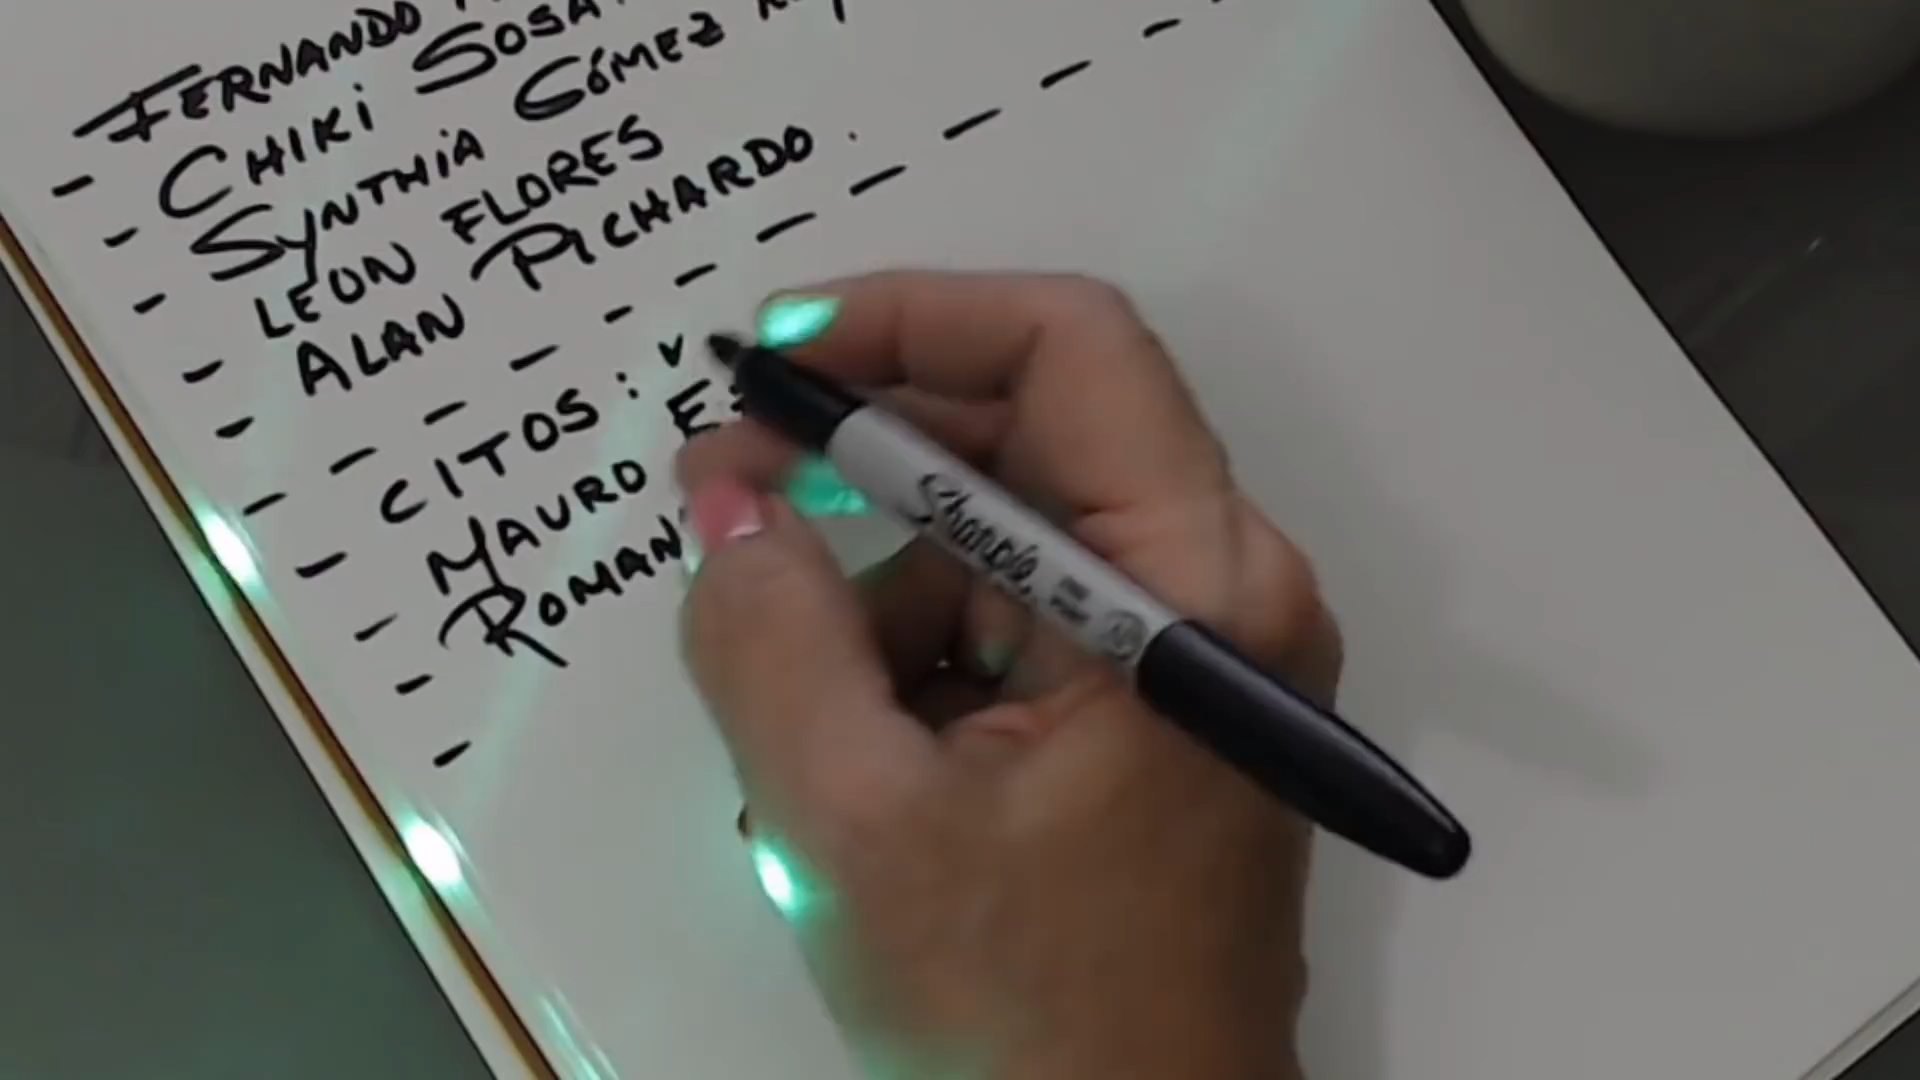 FERNANDO
- CHIKI SOSA
- SYNTHIA GÓMEZ
- LEON FLORES
- ALAN PICHARDO.
- - - - - - - - - - - -
- CITOS: v
- MAURO
- ROMAN
-
Sharpie